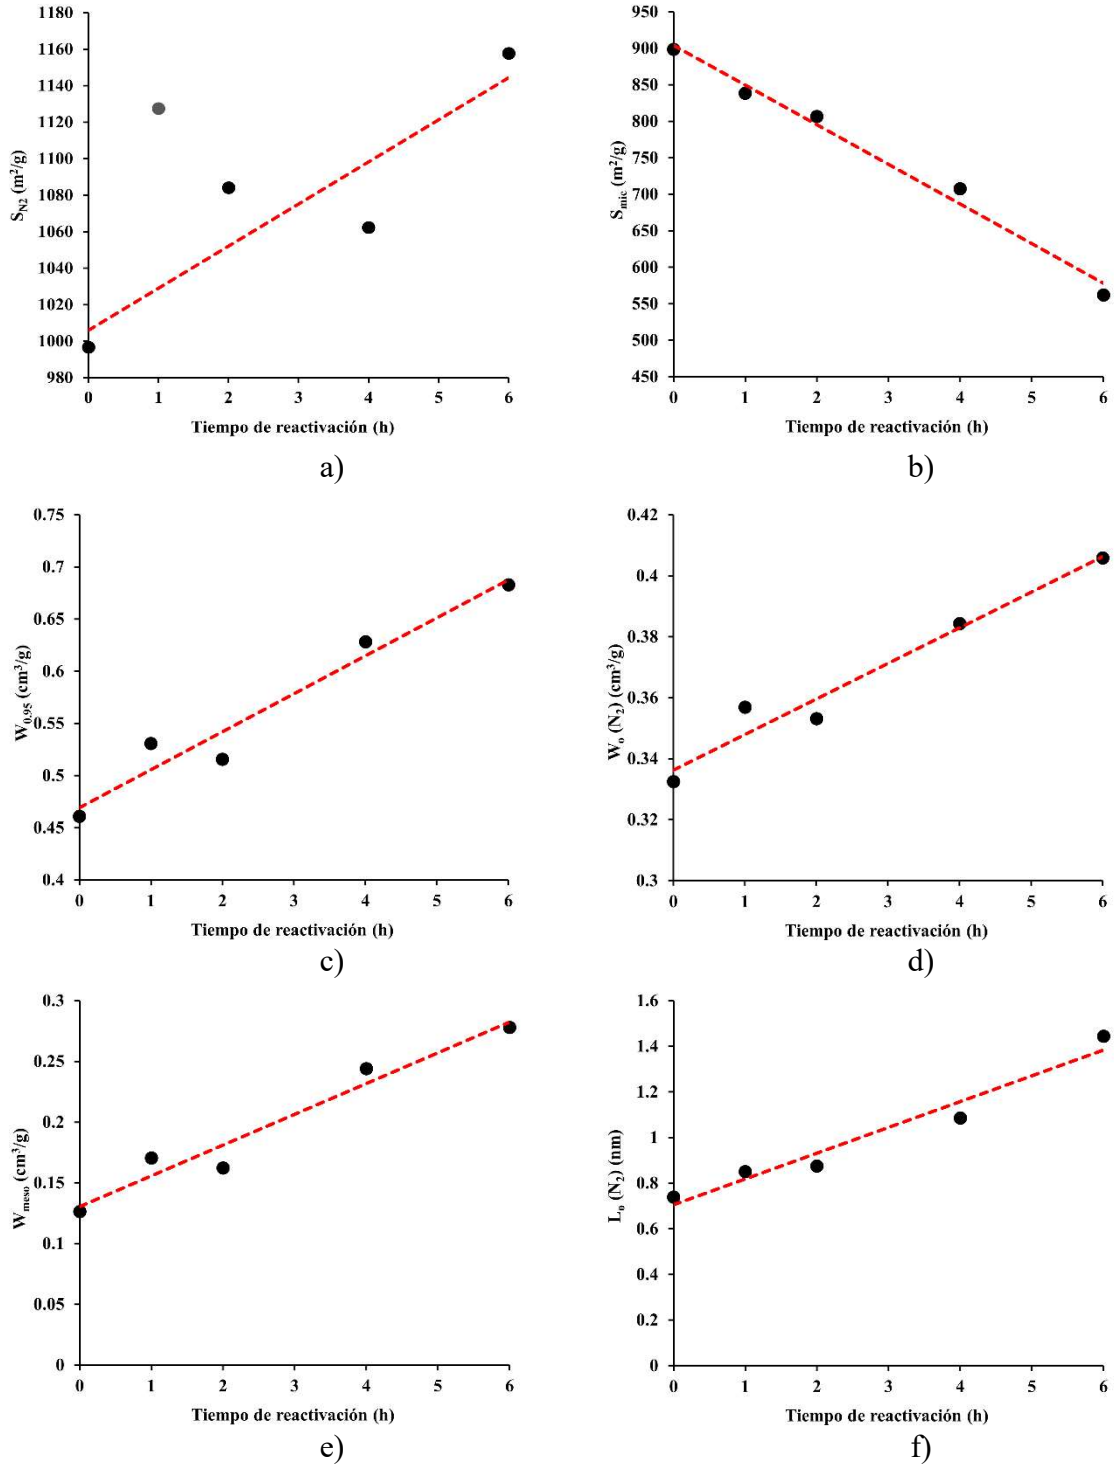 1180
1160
1140
1120
1100
1080
1060
1040
1020
1000
980
S_N2 (m²/g)
0 1 2 3 4 5 6
Tiempo de reactivación (h)
a)
950
900
850
800
750
700
650
600
550
500
450
S_mic (m²/g)
0 1 2 3 4 5 6
Tiempo de reactivación (h)
b)
0.75
0.7
0.65
0.6
0.55
0.5
0.45
0.4
W_0.95 (cm³/g)
0 1 2 3 4 5 6
Tiempo de reactivación (h)
c)
0.42
0.4
0.38
0.36
0.34
0.32
0.3
W_o (N₂) (cm³/g)
0 1 2 3 4 5 6
Tiempo de reactivación (h)
d)
0.3
0.25
0.2
0.15
0.1
0.05
0
W_meso (cm³/g)
0 1 2 3 4 5 6
Tiempo de reactivación (h)
e)
1.6
1.4
1.2
1
0.8
0.6
0.4
0.2
0
L_o (N₂) (nm)
0 1 2 3 4 5 6
Tiempo de reactivación (h)
f)